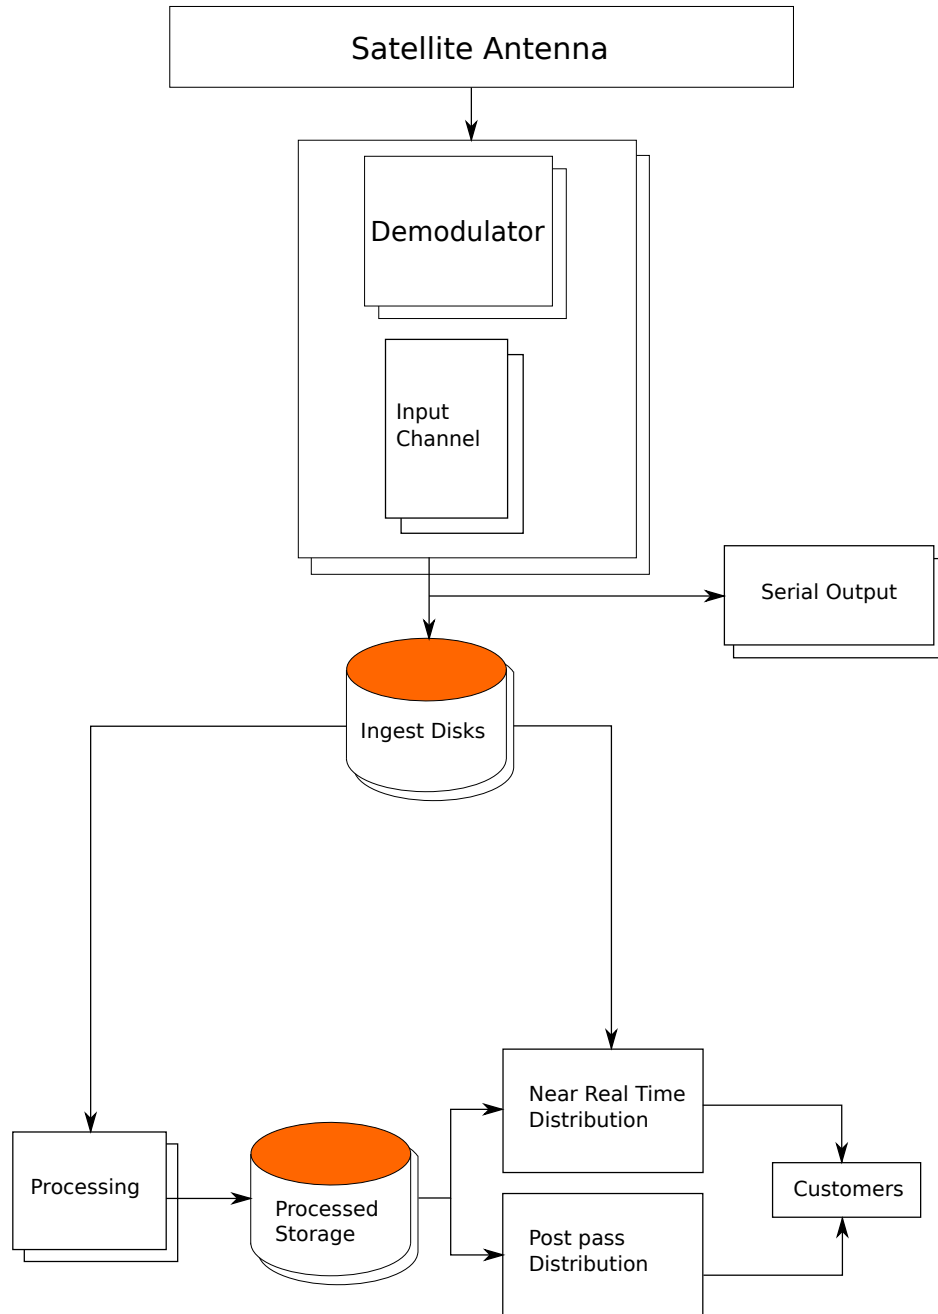 Satellite Antenna
Demodulator
Input
Channel
Serial Output
Ingest Disks
Near Real Time
Distribution
Processing
Processed
Storage
Customers
Post pass
Distribution